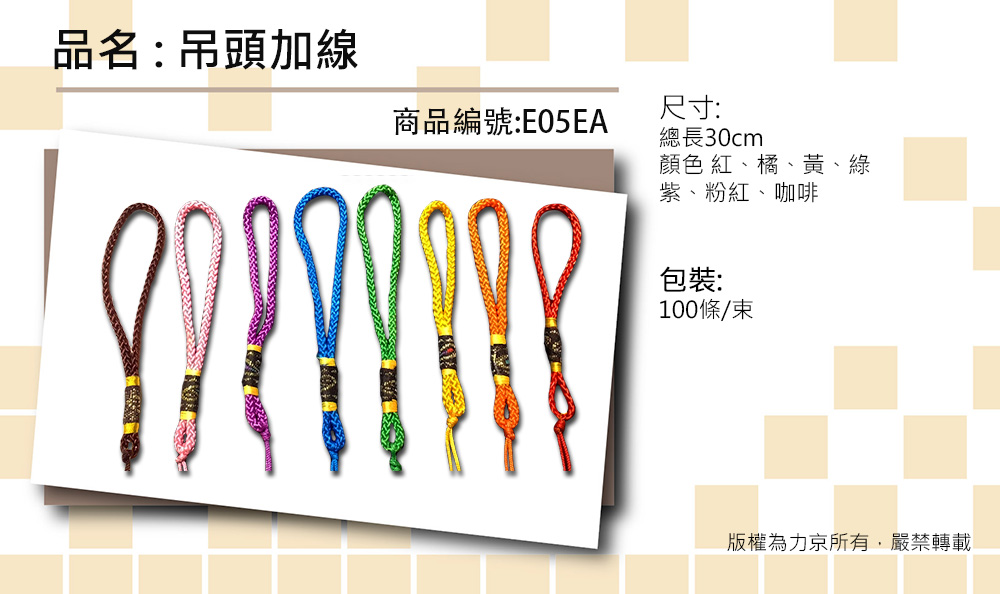 品名 : 吊頭加線
商品編號:E05EA
尺寸:
總長30cm
顏色 紅、橘、黃、綠
紫、粉紅、咖啡
包裝:
100條/束
版權為力京所有，嚴禁轉載